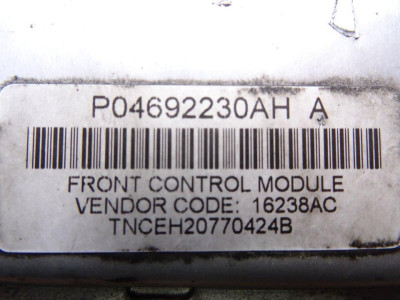 P04692230AH A
FRONT CONTROL MODULE
VENDOR CODE: 16238AC
TNCEH20770424B